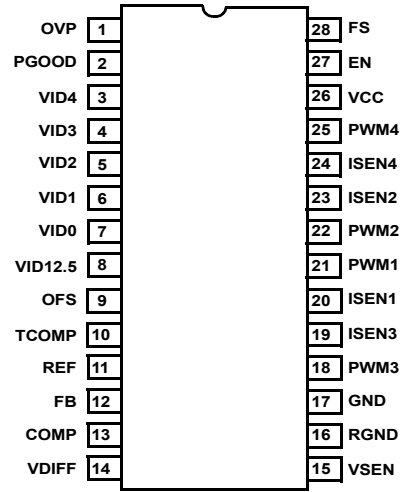 OVP 1 28 FS
PGOOD 2 27 EN
VID4 3 26 VCC
VID3 4 25 PWM4
VID2 5 24 ISEN4
VID1 6 23 ISEN2
VID0 7 22 PWM2
VID12.5 8 21 PWM1
OFS 9 20 ISEN1
TCOMP 10 19 ISEN3
REF 11 18 PWM3
FB 12 17 GND
COMP 13 16 RGND
VDIFF 14 15 VSEN